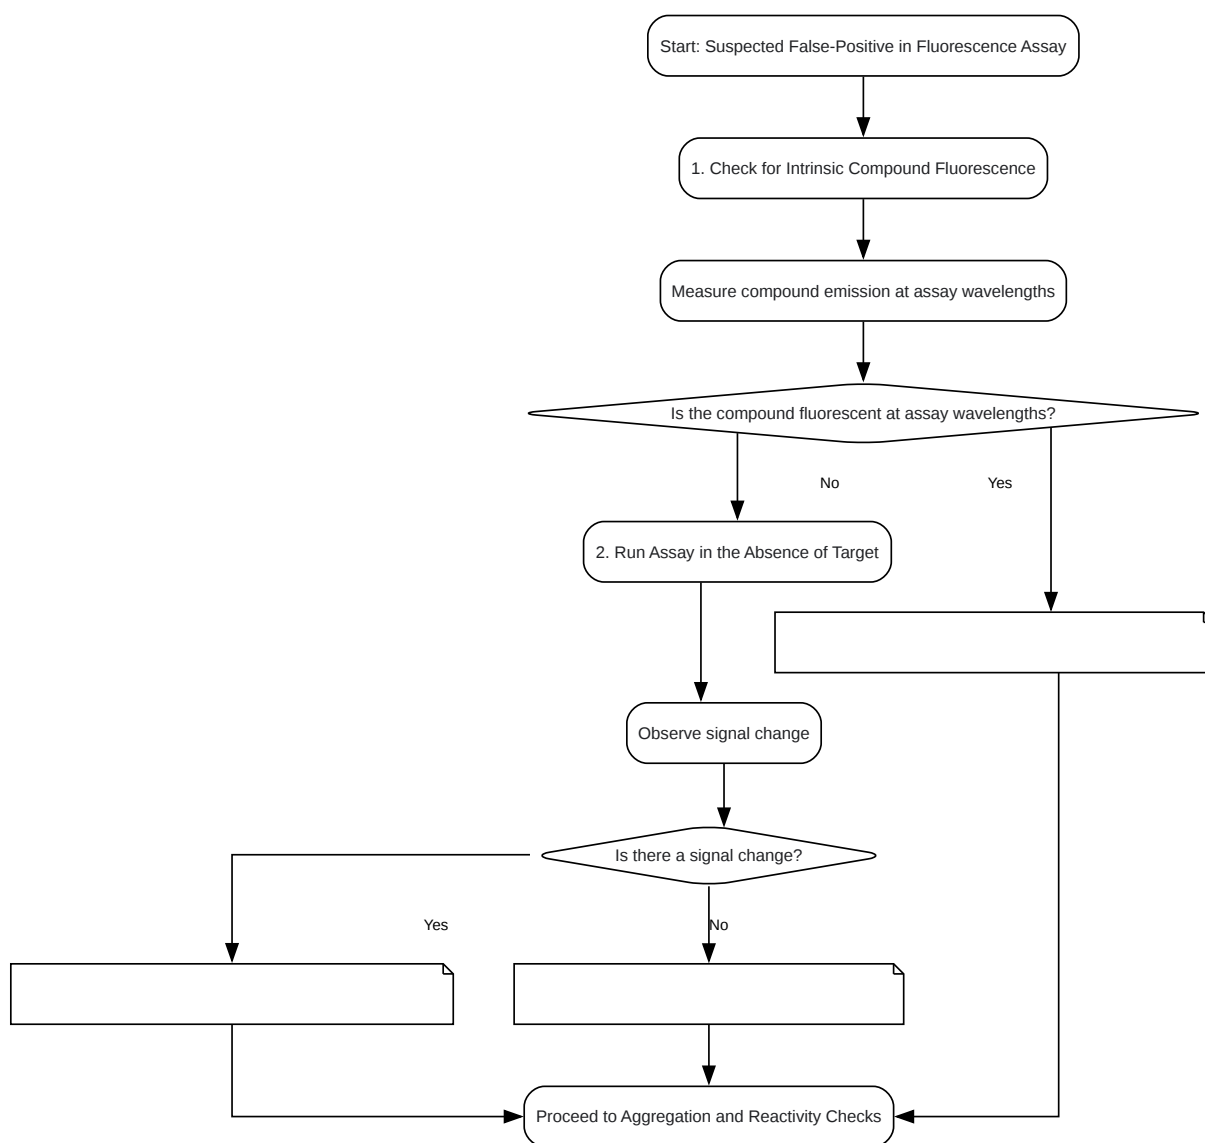 Start: Suspected False-Positive in Fluorescence Assay
1. Check for Intrinsic Compound Fluorescence
Measure compound emission at assay wavelengths
Is the compound fluorescent at assay wavelengths?
No
Yes
2. Run Assay in the Absence of Target
Observe signal change
Is there a signal change?
Yes
No
Proceed to Aggregation and Reactivity Checks